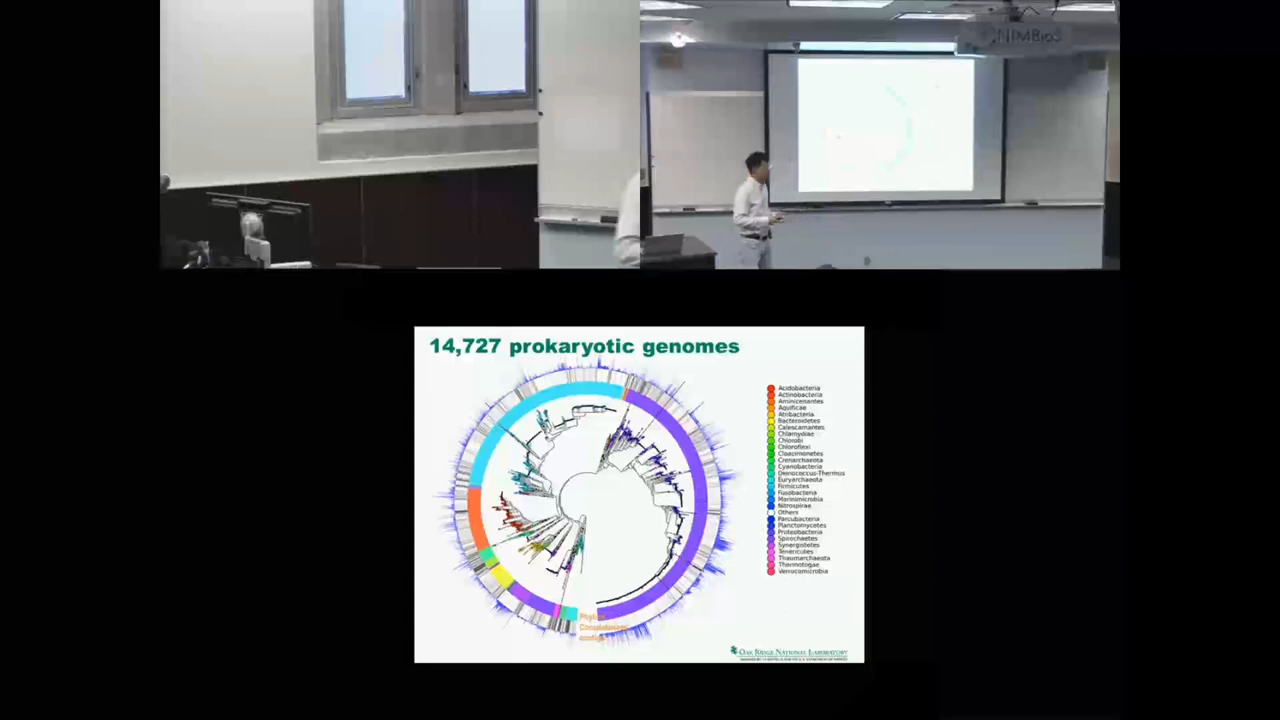 NIMBioS
14,727 prokaryotic genomes
Acidobacteria
Actinobacteria
Aminicenantes
Aquificae
Atribacteria
Bacteroidetes
Calescamantes
Chlamydiae
Chlorobi
Chloroflexi
Cloacimonetes
Crenarchaeota
Cyanobacteria
Deinococcus-Thermus
Euryarchaeota
Firmicutes
Fusobacteria
Marinimicrobia
Nitrospirae
Others
Parcubacteria
Planctomycetes
Proteobacteria
Spirochaetes
Synergistetes
Tenericutes
Thaumarchaeota
Thermotogae
Verrucomicrobia
OAK RIDGE NATIONAL LABORATORY